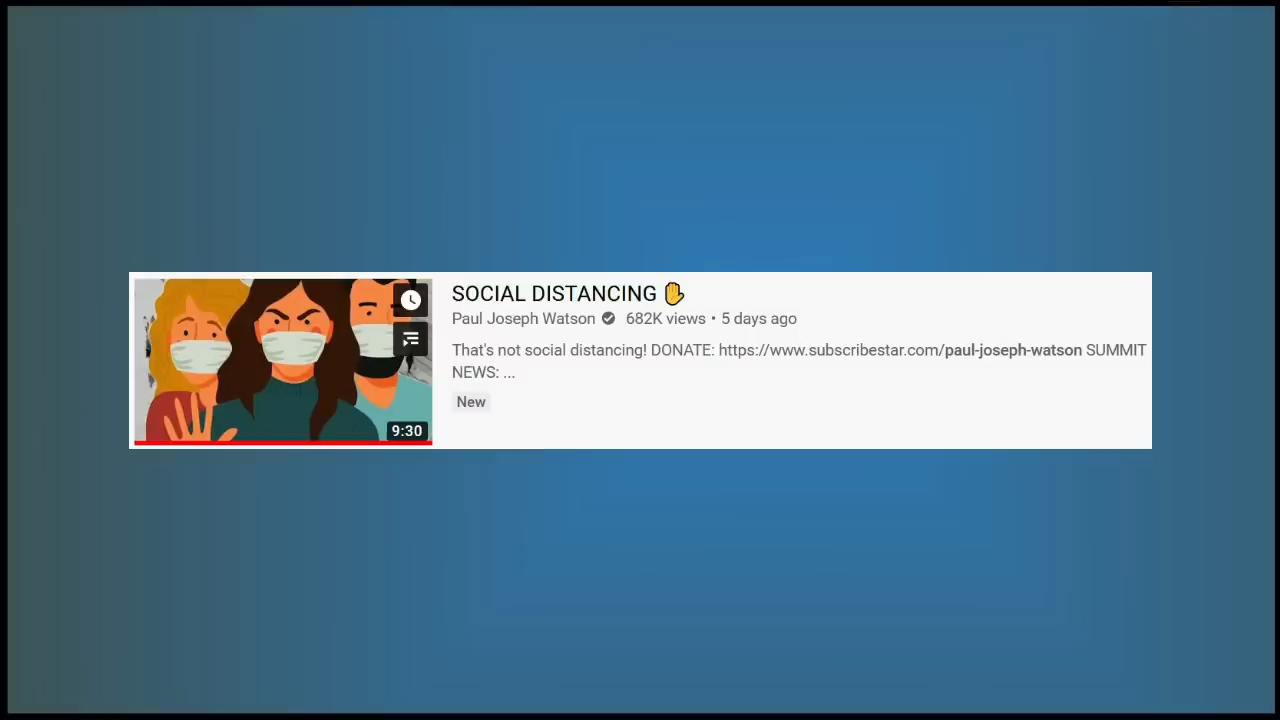 SOCIAL DISTANCING ✋
Paul Joseph Watson 682K views • 5 days ago
That's not social distancing! DONATE: https://www.subscribestar.com/paul-joseph-watson SUMMIT
NEWS: ...
New
9:30